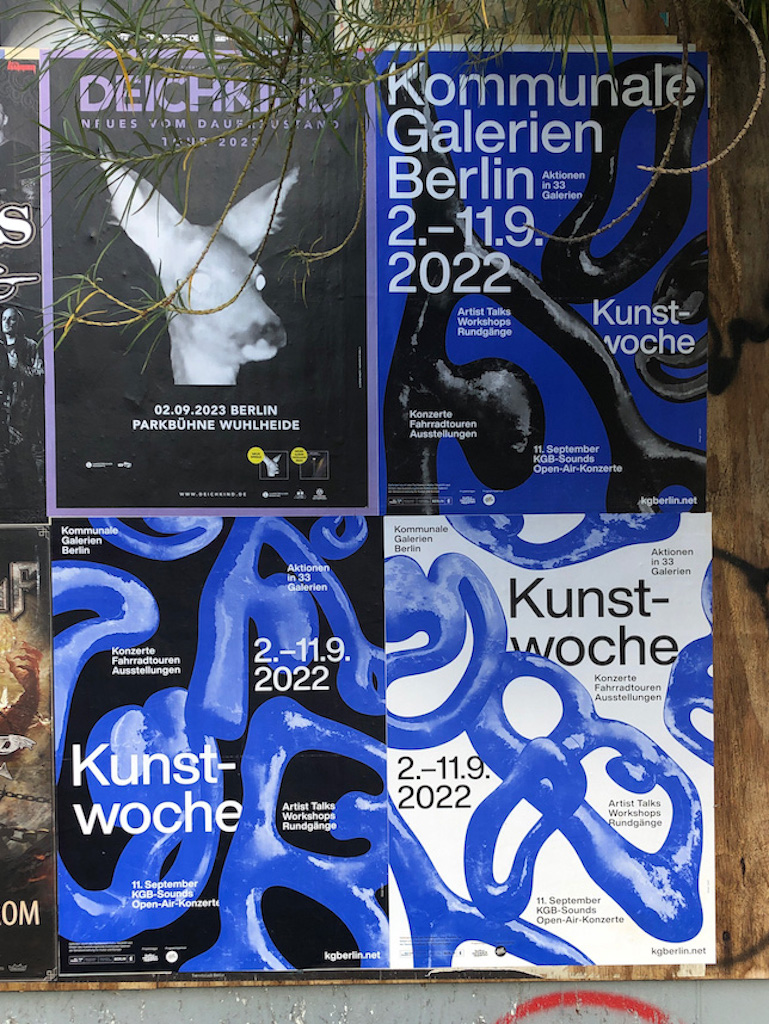 DEICHKIND
NEUES VOM DAUERZUSTAND
TOUR 2023
02.09.2023 BERLIN
PARKBÜHNE WUHLHEIDE
WWW.DEICHKIND.DE
Kommunale
Galerien
Berlin
2.–11.9.
2022
Aktionen
in 33
Galerien
Artist Talks
Workshops
Rundgänge
Kunst-
woche
Konzerte
Fahrradtouren
Ausstellungen
11. September
KGB-Sounds
Open-Air-Konzerte
kgberlin.net
Kommunale
Galerien
Berlin
Aktionen
in 33
Galerien
Konzerte
Fahrradtouren
Ausstellungen
2.–11.9.
2022
Kunst-
woche
Artist Talks
Workshops
Rundgänge
11. September
KGB-Sounds
Open-Air-Konzerte
kgberlin.net
Kommunale
Galerien
Berlin
Aktionen
in 33
Galerien
Kunst-
woche
Konzerte
Fahrradtouren
Ausstellungen
2.–11.9.
2022
Artist Talks
Workshops
Rundgänge
11. September
KGB-Sounds
Open-Air-Konzerte
kgberlin.net
S
&
.COM